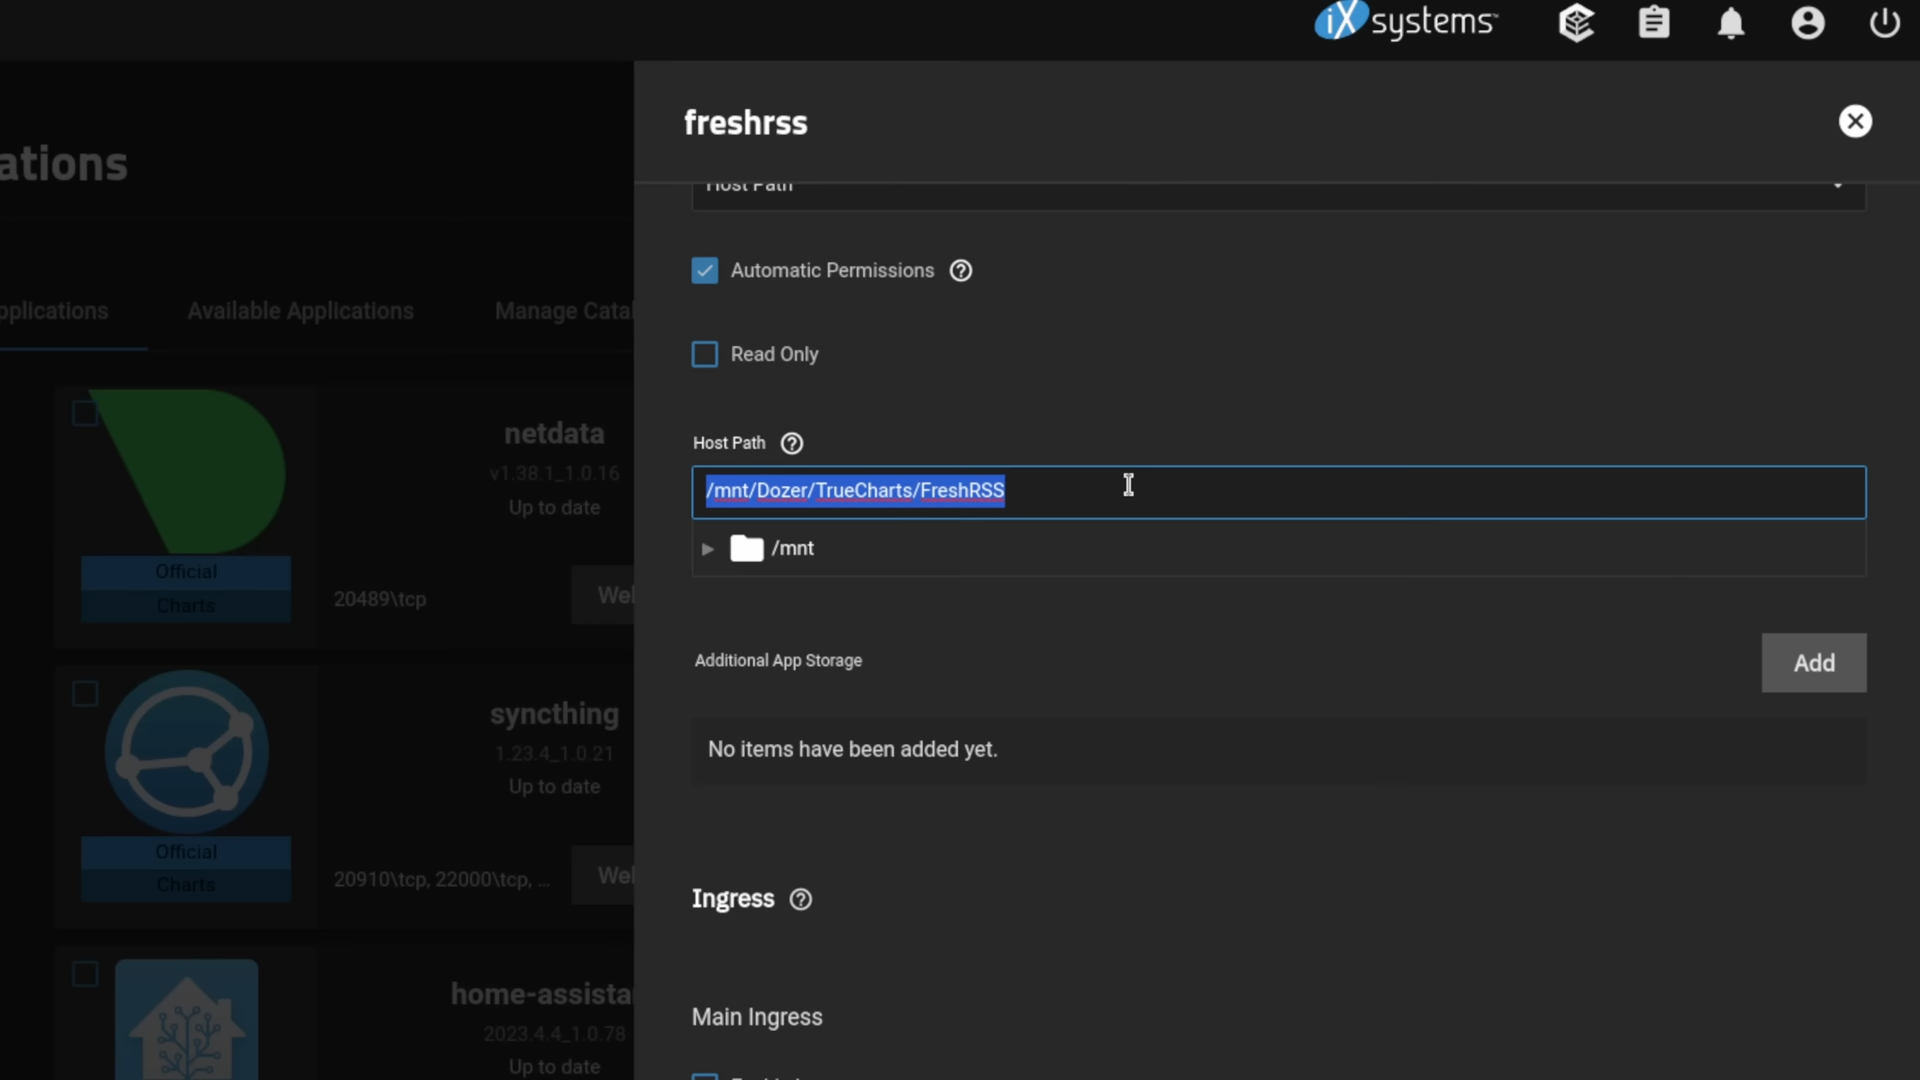 iX systems
freshrss
ations
Host Path
Automatic Permissions
Read Only
pplications
Available Applications
Manage Catal
Host Path
/mnt/Dozer/TrueCharts/FreshRSS
/mnt
netdata
v1.38.1_1.0.16
Up to date
Official
Charts
20489\tcp
Additional App Storage
Add
No items have been added yet.
syncthing
1.23.4_1.0.21
Up to date
Official
Charts
20910\tcp, 22000\tcp, ...
Ingress
home-assista
2023.4.4_1.0.78
Up to date
Main Ingress